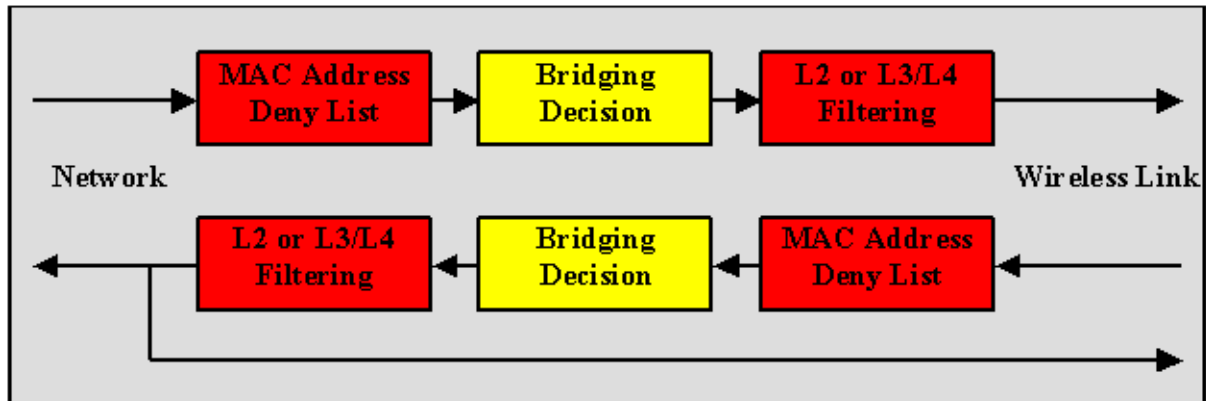 MAC Address
Deny List
Bridging
Decision
L2 or L3/L4
Filtering
Network
Wireless Link
L2 or L3/L4
Filtering
Bridging
Decision
MAC Address
Deny List